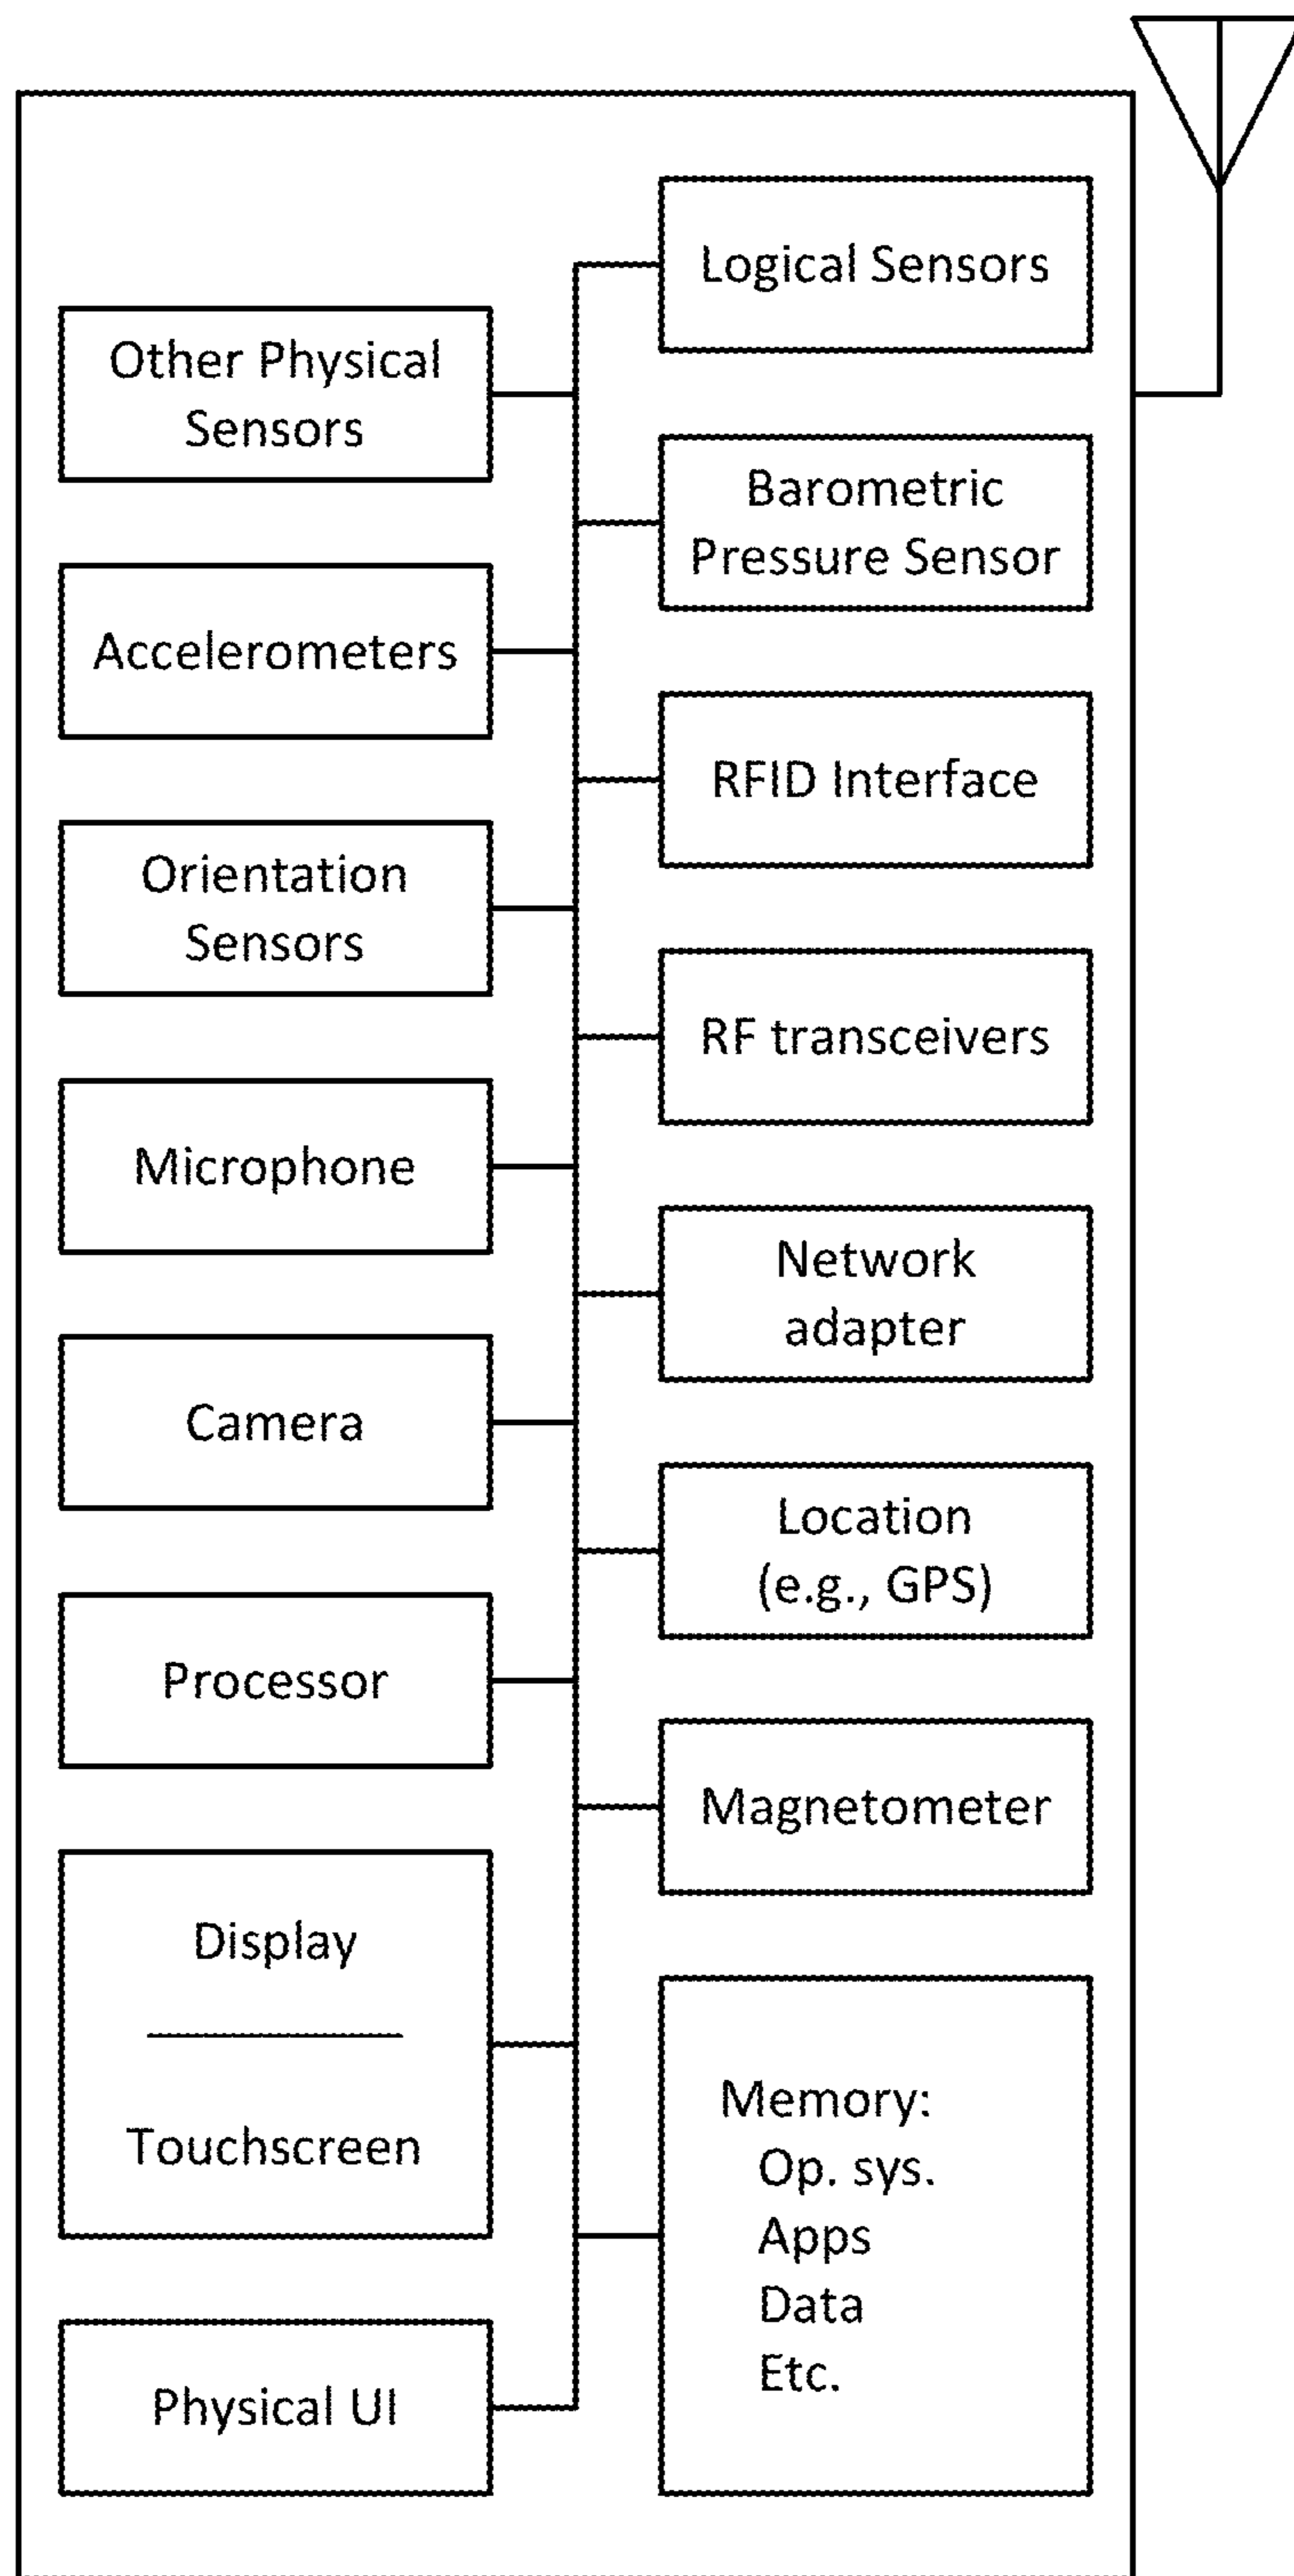 Logical Sensors
Other Physical
Sensors
Barometric
Pressure Sensor
Accelerometers
RFID Interface
Orientation
Sensors
RF transceivers
Microphone
Network
adapter
Camera
Location
(e.g., GPS)
Processor
Magnetometer
Display
Touchscreen
Memory:
Op. sys.
Apps
Data
Etc.
Physical UI